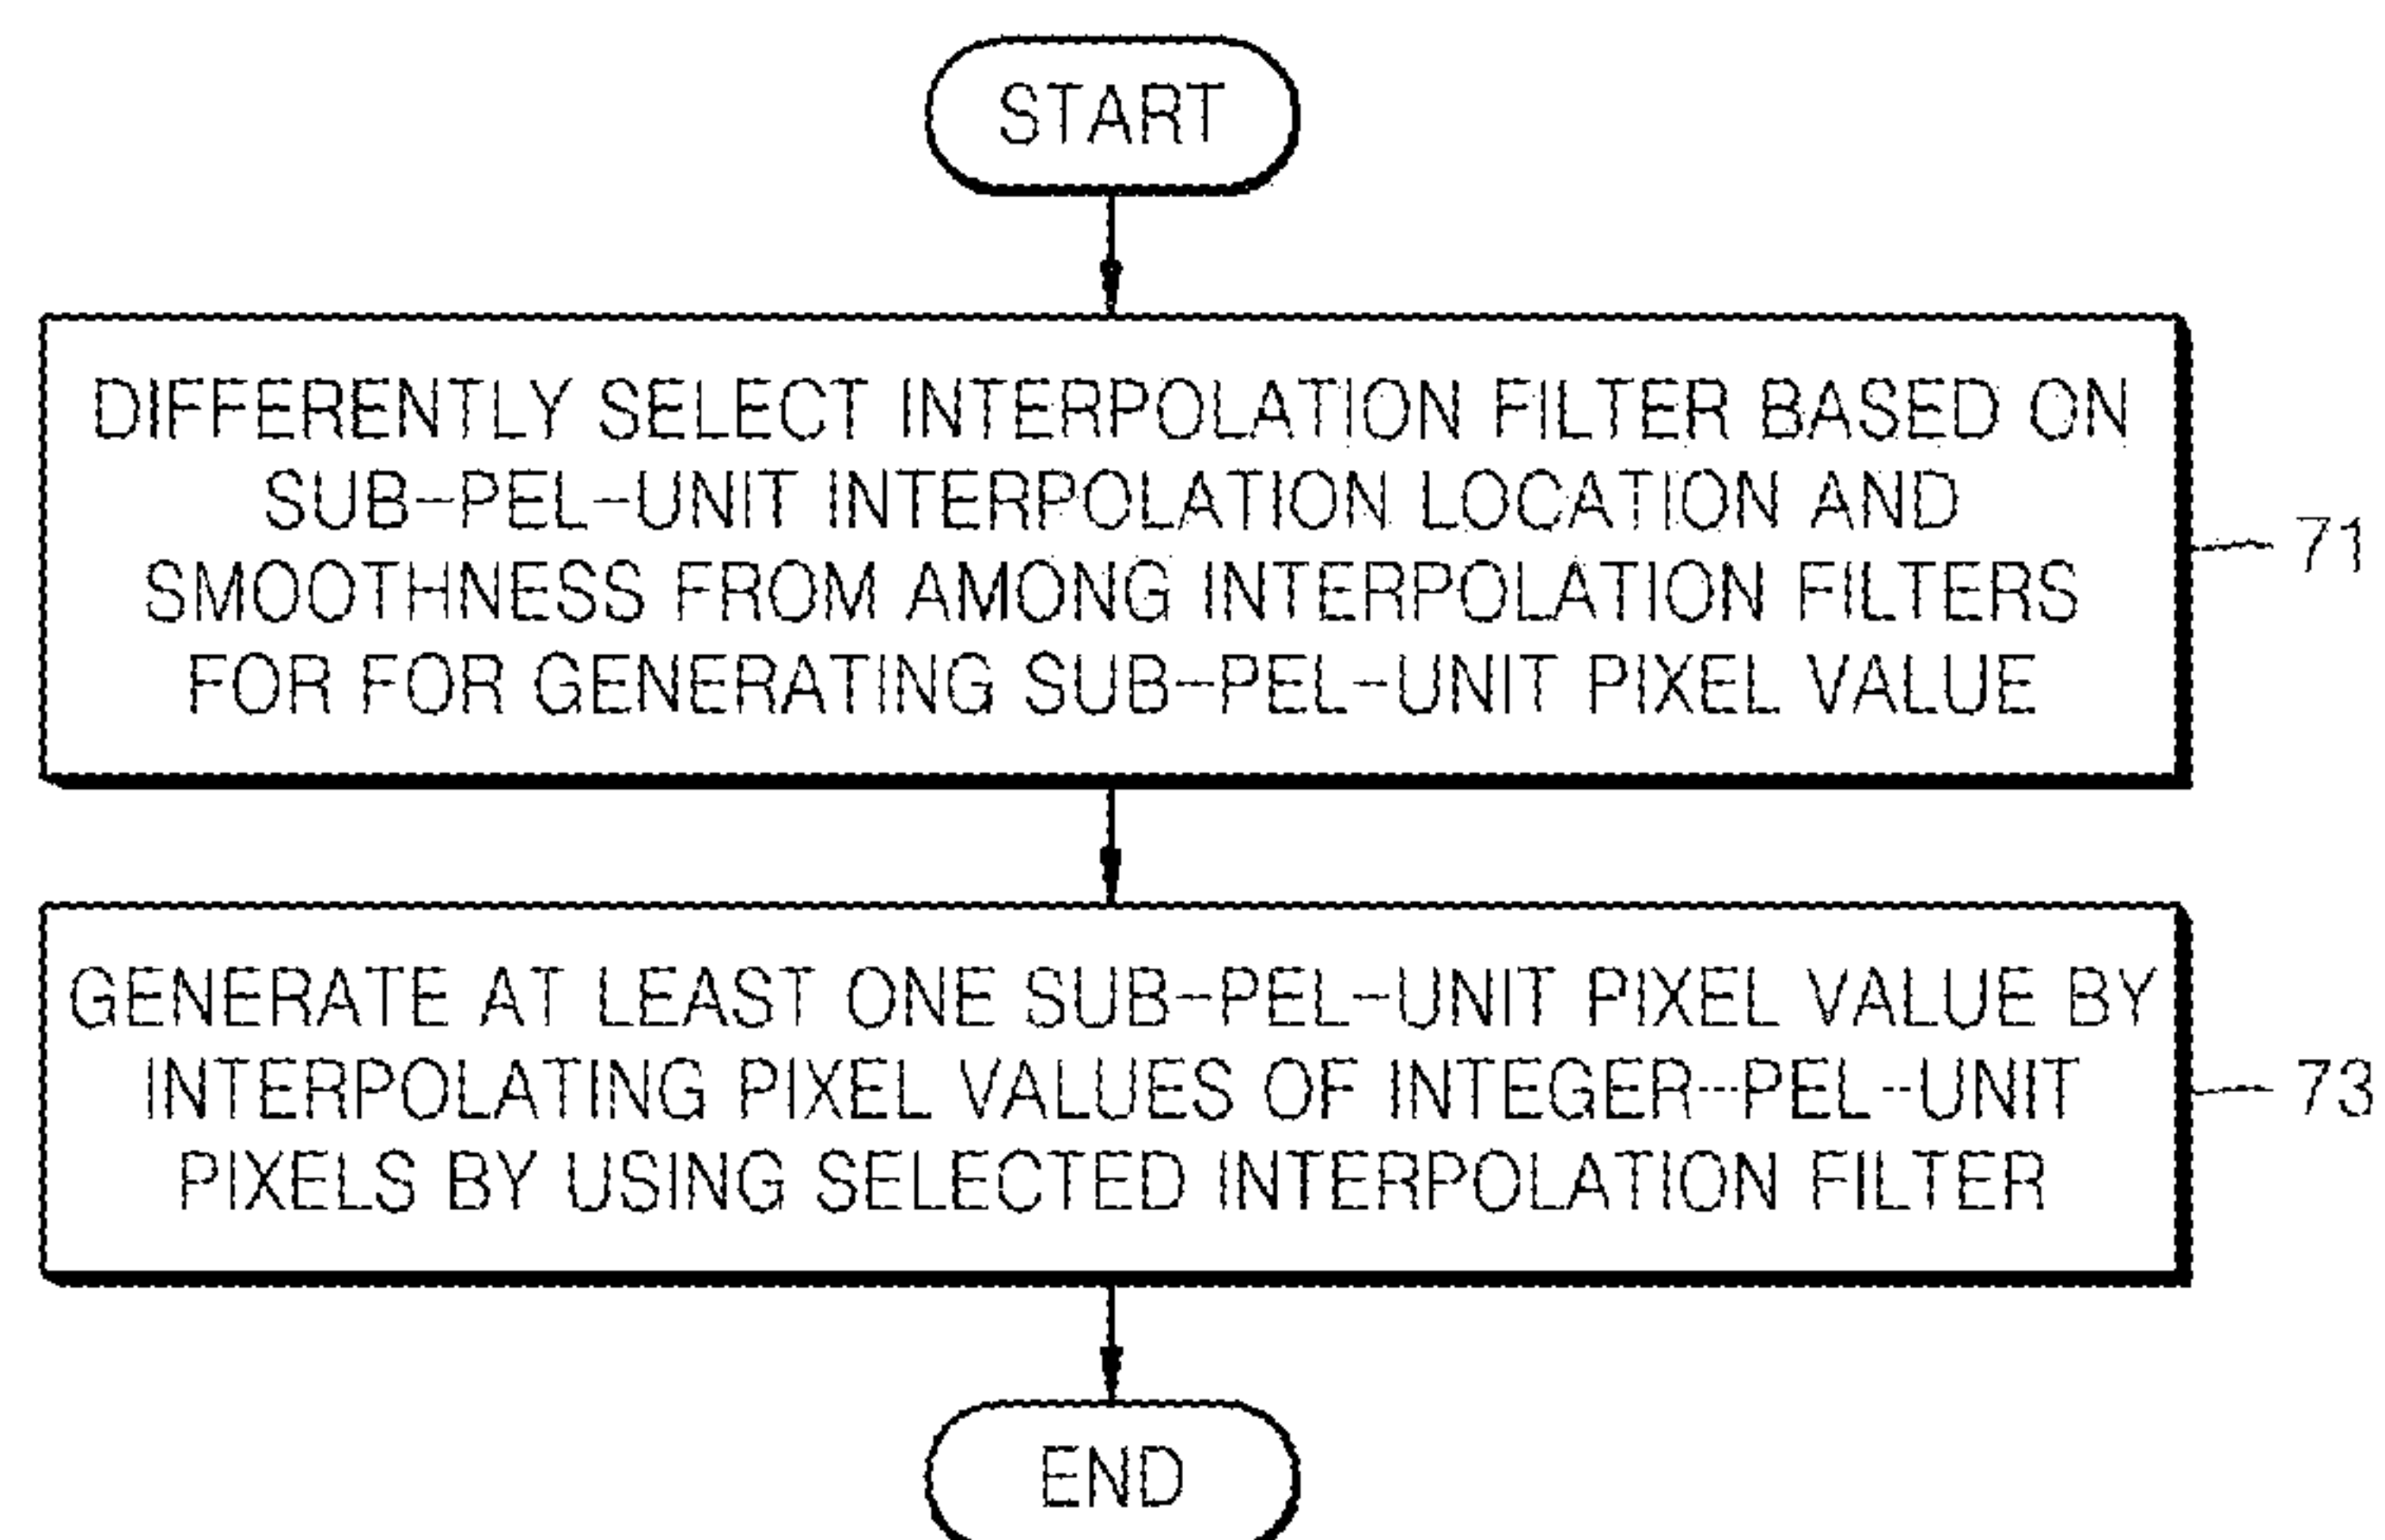 START
DIFFERENTLY SELECT INTERPOLATION FILTER BASED ON
SUB-PEL-UNIT INTERPOLATION LOCATION AND
SMOOTHNESS FROM AMONG INTERPOLATION FILTERS
FOR FOR GENERATING SUB-PEL-UNIT PIXEL VALUE
71
GENERATE AT LEAST ONE SUB-PEL-UNIT PIXEL VALUE BY
INTERPOLATING PIXEL VALUES OF INTEGER-PEL-UNIT
PIXELS BY USING SELECTED INTERPOLATION FILTER
73
END